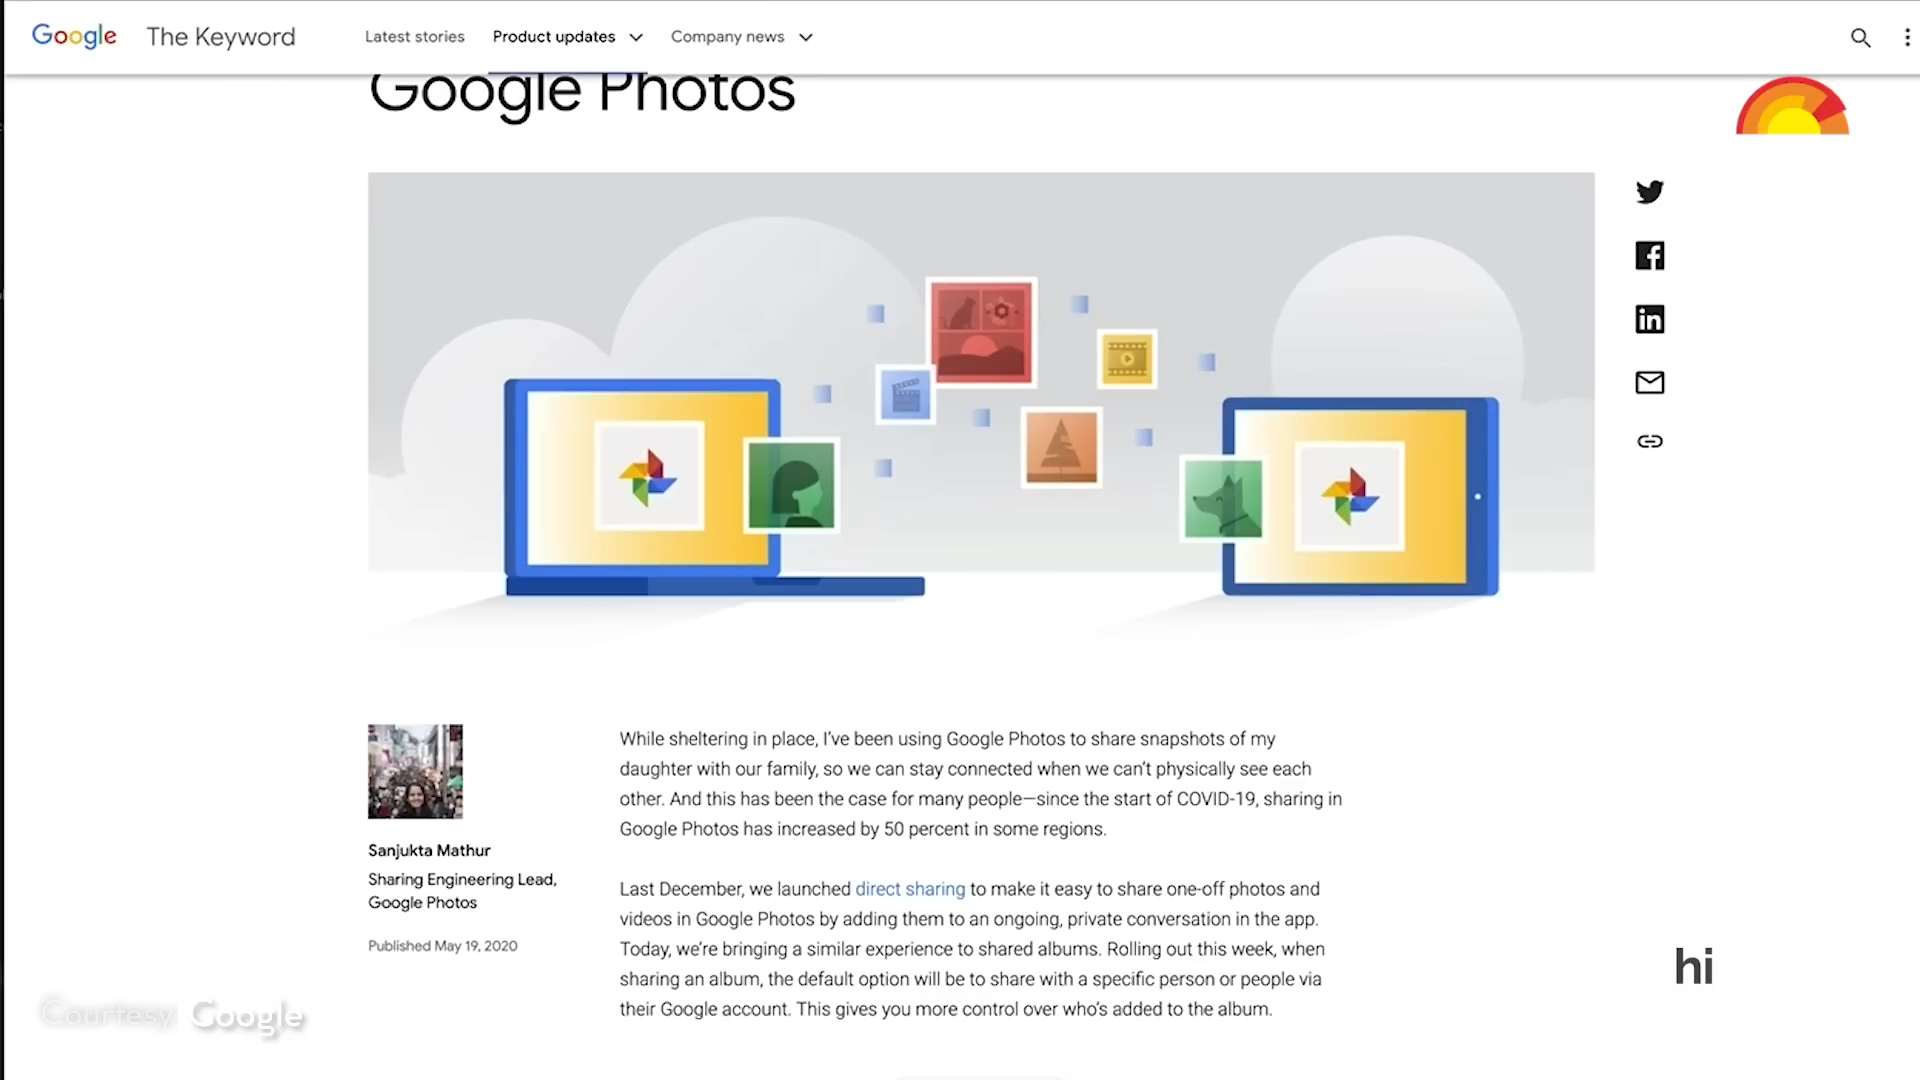 Google The Keyword Latest stories Product updates Company news
Google Photos
While sheltering in place, I've been using Google Photos to share snapshots of my
daughter with our family, so we can stay connected when we can't physically see each
other. And this has been the case for many people—since the start of COVID-19, sharing in
Google Photos has increased by 50 percent in some regions.
Sanjukta Mathur
Sharing Engineering Lead,
Google Photos
Published May 19, 2020
Last December, we launched direct sharing to make it easy to share one-off photos and
videos in Google Photos by adding them to an ongoing, private conversation in the app.
Today, we're bringing a similar experience to shared albums. Rolling out this week, when
sharing an album, the default option will be to share with a specific person or people via
their Google account. This gives you more control over who's added to the album.
hi
Courtesy Google